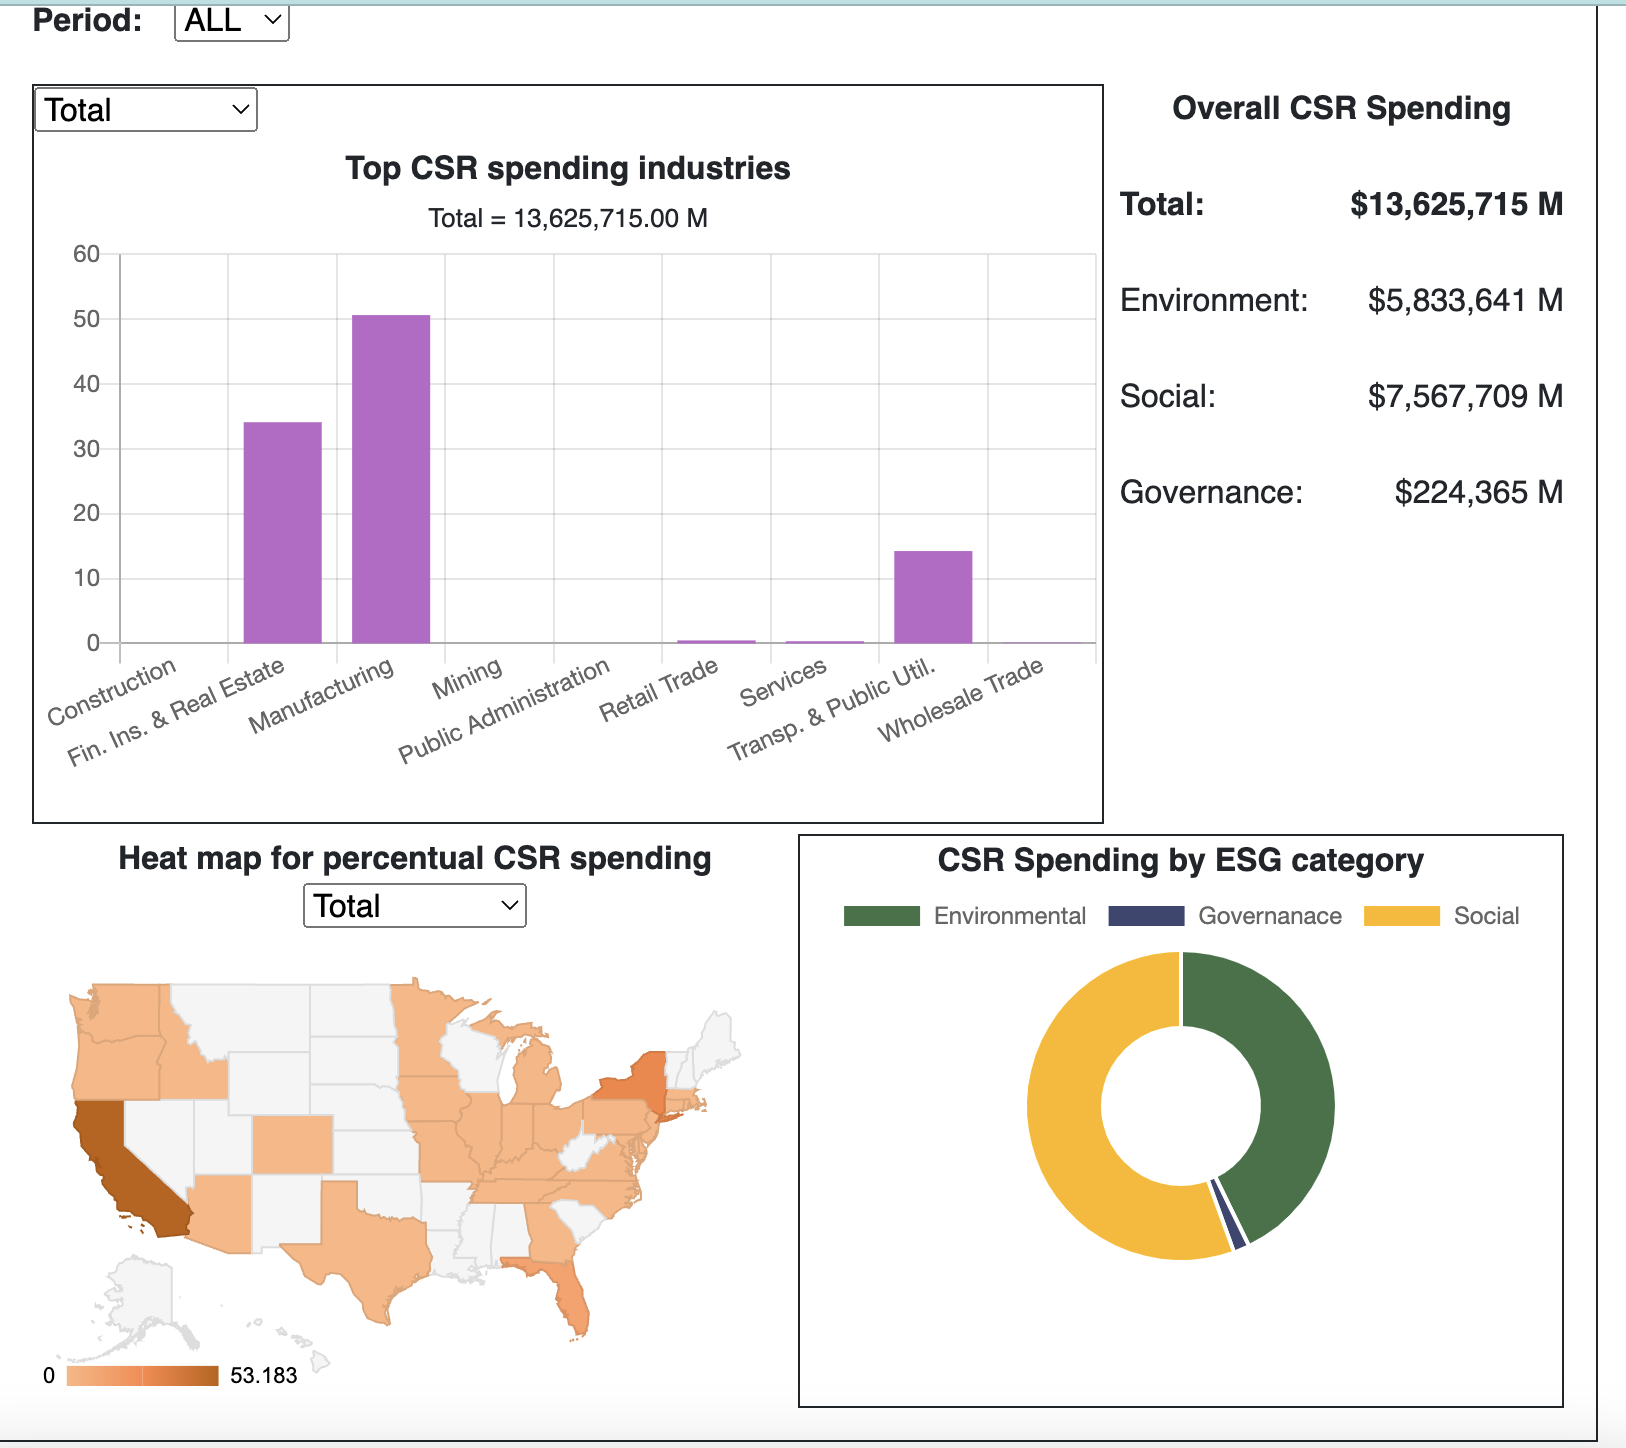 Period: ALL
Total
Top CSR spending industries
Total = 13,625,715.00 M
60
50
40
30
20
10
0
Construction
Fin. Ins. & Real Estate
Manufacturing
Mining
Public Administration
Retail Trade
Services
Transp. & Public Util.
Wholesale Trade
Overall CSR Spending
Total: $13,625,715 M
Environment: $5,833,641 M
Social: $7,567,709 M
Governance: $224,365 M
Heat map for percentual CSR spending
Total
0 53.183
CSR Spending by ESG category
Environmental Governanace Social